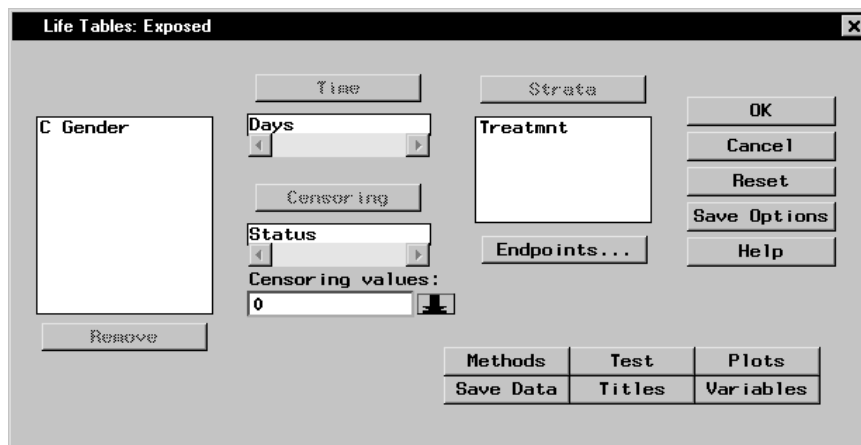 Life Tables: Exposed
C Gender
Remove
Time
Days
Censoring
Status
Censoring values:
0
Strata
Treatmnt
Endpoints...
OK
Cancel
Reset
Save Options
Help
Methods Test Plots
Save Data Titles Variables